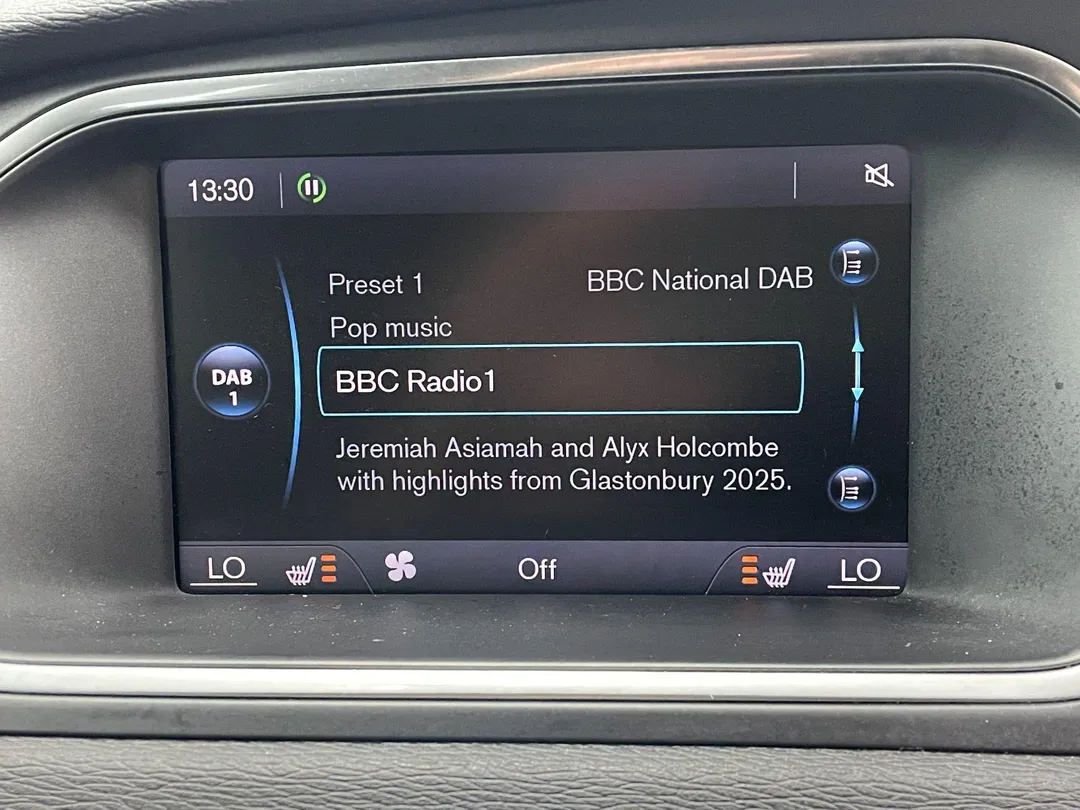 13:30
Preset 1 BBC National DAB
Pop music
DAB
1
BBC Radio1
Jeremiah Asiamah and Alyx Holcombe
with highlights from Glastonbury 2025.
LO Off LO